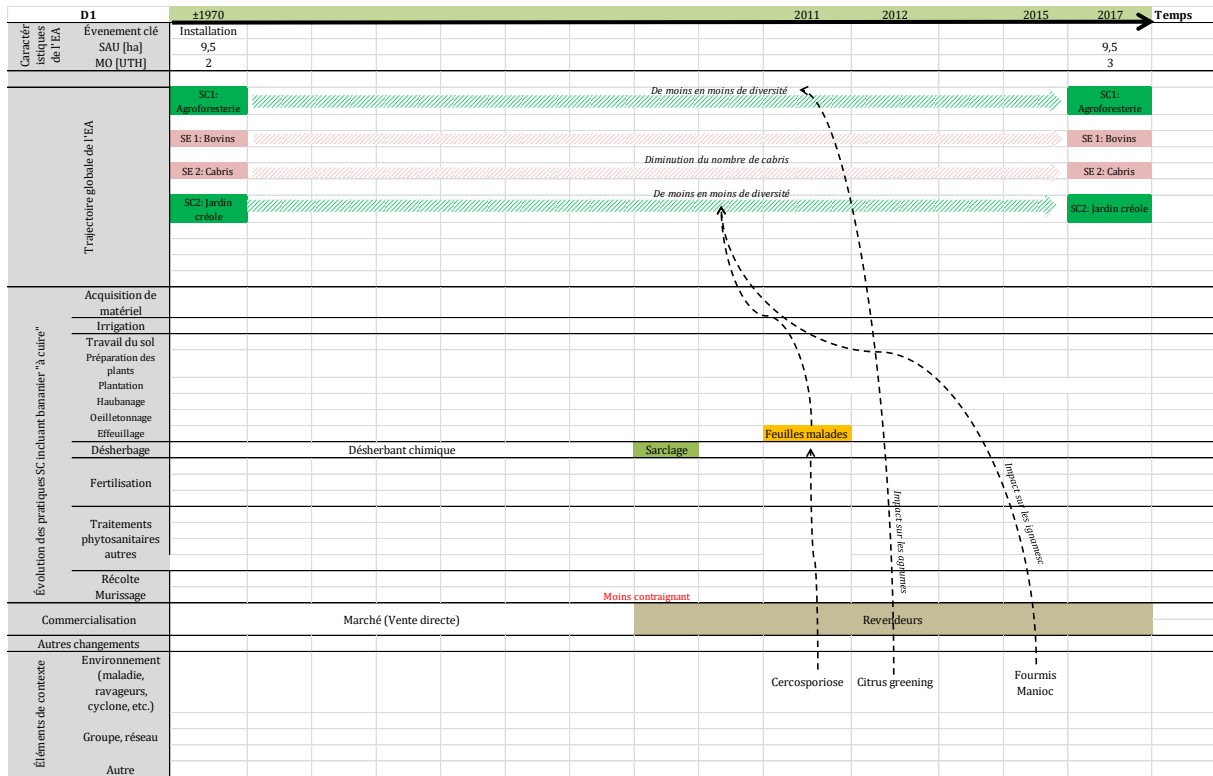 D1
±1970
2011
2012
2015
2017
Temps
Caractér
istiques
de l'EA
Évenement clé
Installation
SAU [ha]
9,5
9,5
MO [UTH]
2
3
Trajectoire globale de l'EA
SC1:
Agroforesterie
De moins en moins de diversité
SC1:
Agroforesterie
SE 1: Bovins
SE 1: Bovins
SE 2: Cabris
Diminution du nombre de cabris
SE 2: Cabris
SC2: Jardin
créole
De moins en moins de diversité
SC2: Jardin créole
Évolution des pratiques SC incluant bananier "à cuire"
Acquisition de
matériel
Irrigation
Travail du sol
Préparation des
plants
Plantation
Haubanage
Oeilletonnage
Effeuillage
Feuilles malades
Désherbage
Désherbant chimique
Sarclage
Fertilisation
Impact sur les ignamesc
Impact sur les agrumes
Traitements
phytosanitaires
autres
Récolte
Murissage
Moins contraignant
Commercialisation
Marché (Vente directe)
Revendeurs
Autres changements
Éléments de contexte
Environnement
(maladie,
ravageurs,
cyclone, etc.)
Cercosporiose
Citrus greening
Fourmis
Manioc
Groupe, réseau
Autre